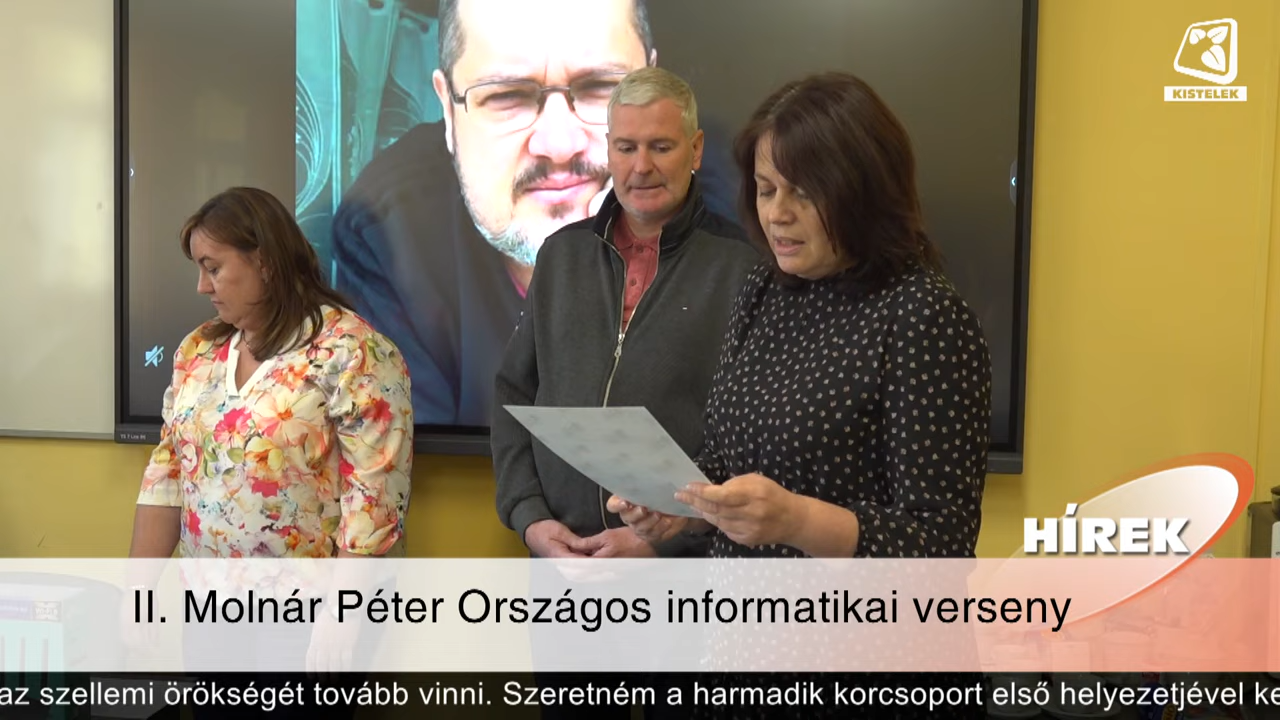 KISTELEK
HÍREK
II. Molnár Péter Országos informatikai verseny
az szellemi örökségét tovább vinni. Szeretném a harmadik korcsoport első helyezetjével ke